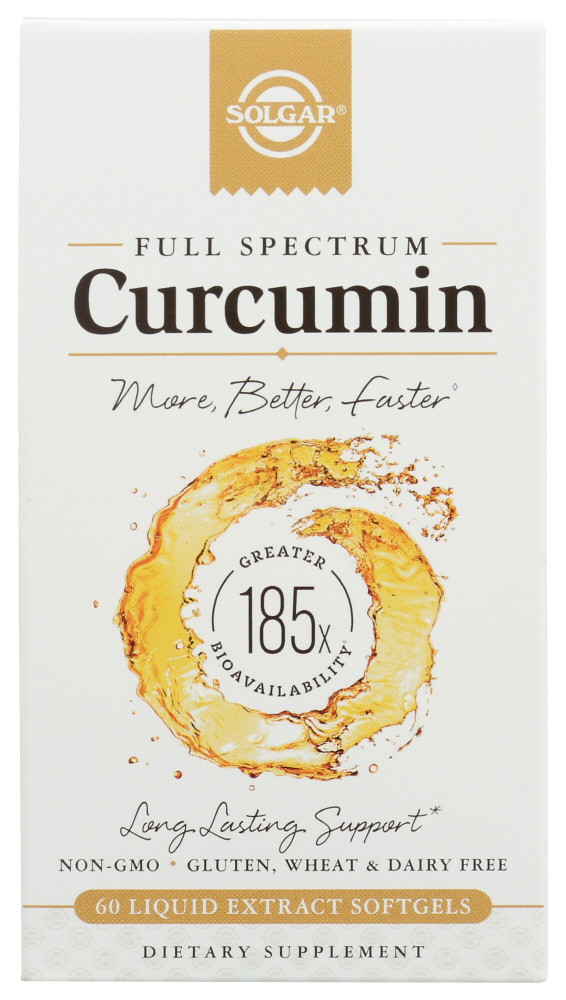 SOLGAR®
FULL SPECTRUM
Curcumin
More, Better, Faster◊
GREATER
185x
BIOAVAILABILITY◊
Long Lasting Support*
NON-GMO • GLUTEN, WHEAT & DAIRY FREE
60 LIQUID EXTRACT SOFTGELS
DIETARY SUPPLEMENT